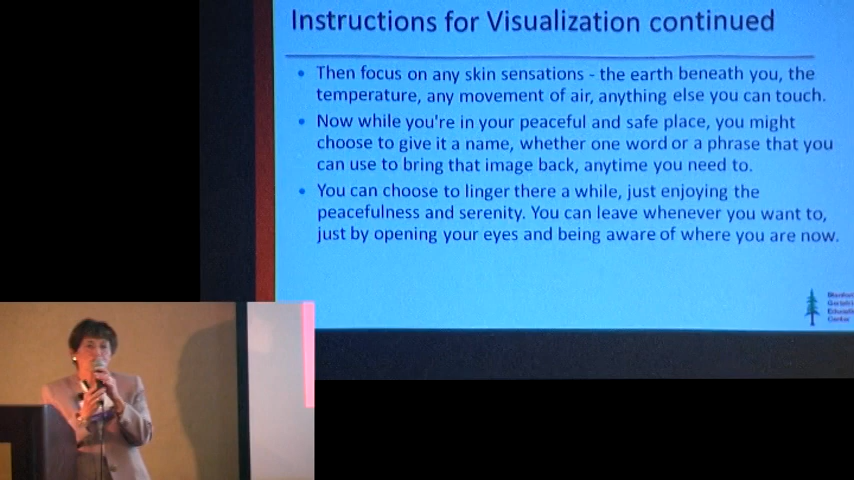 Instructions for Visualization continued
• Then focus on any skin sensations - the earth beneath you, the
temperature, any movement of air, anything else you can touch.
• Now while you're in your peaceful and safe place, you might
choose to give it a name, whether one word or a phrase that you
can use to bring that image back, anytime you need to.
• You can choose to linger there a while, just enjoying the
peacefulness and serenity. You can leave whenever you want to,
just by opening your eyes and being aware of where you are now.
Center